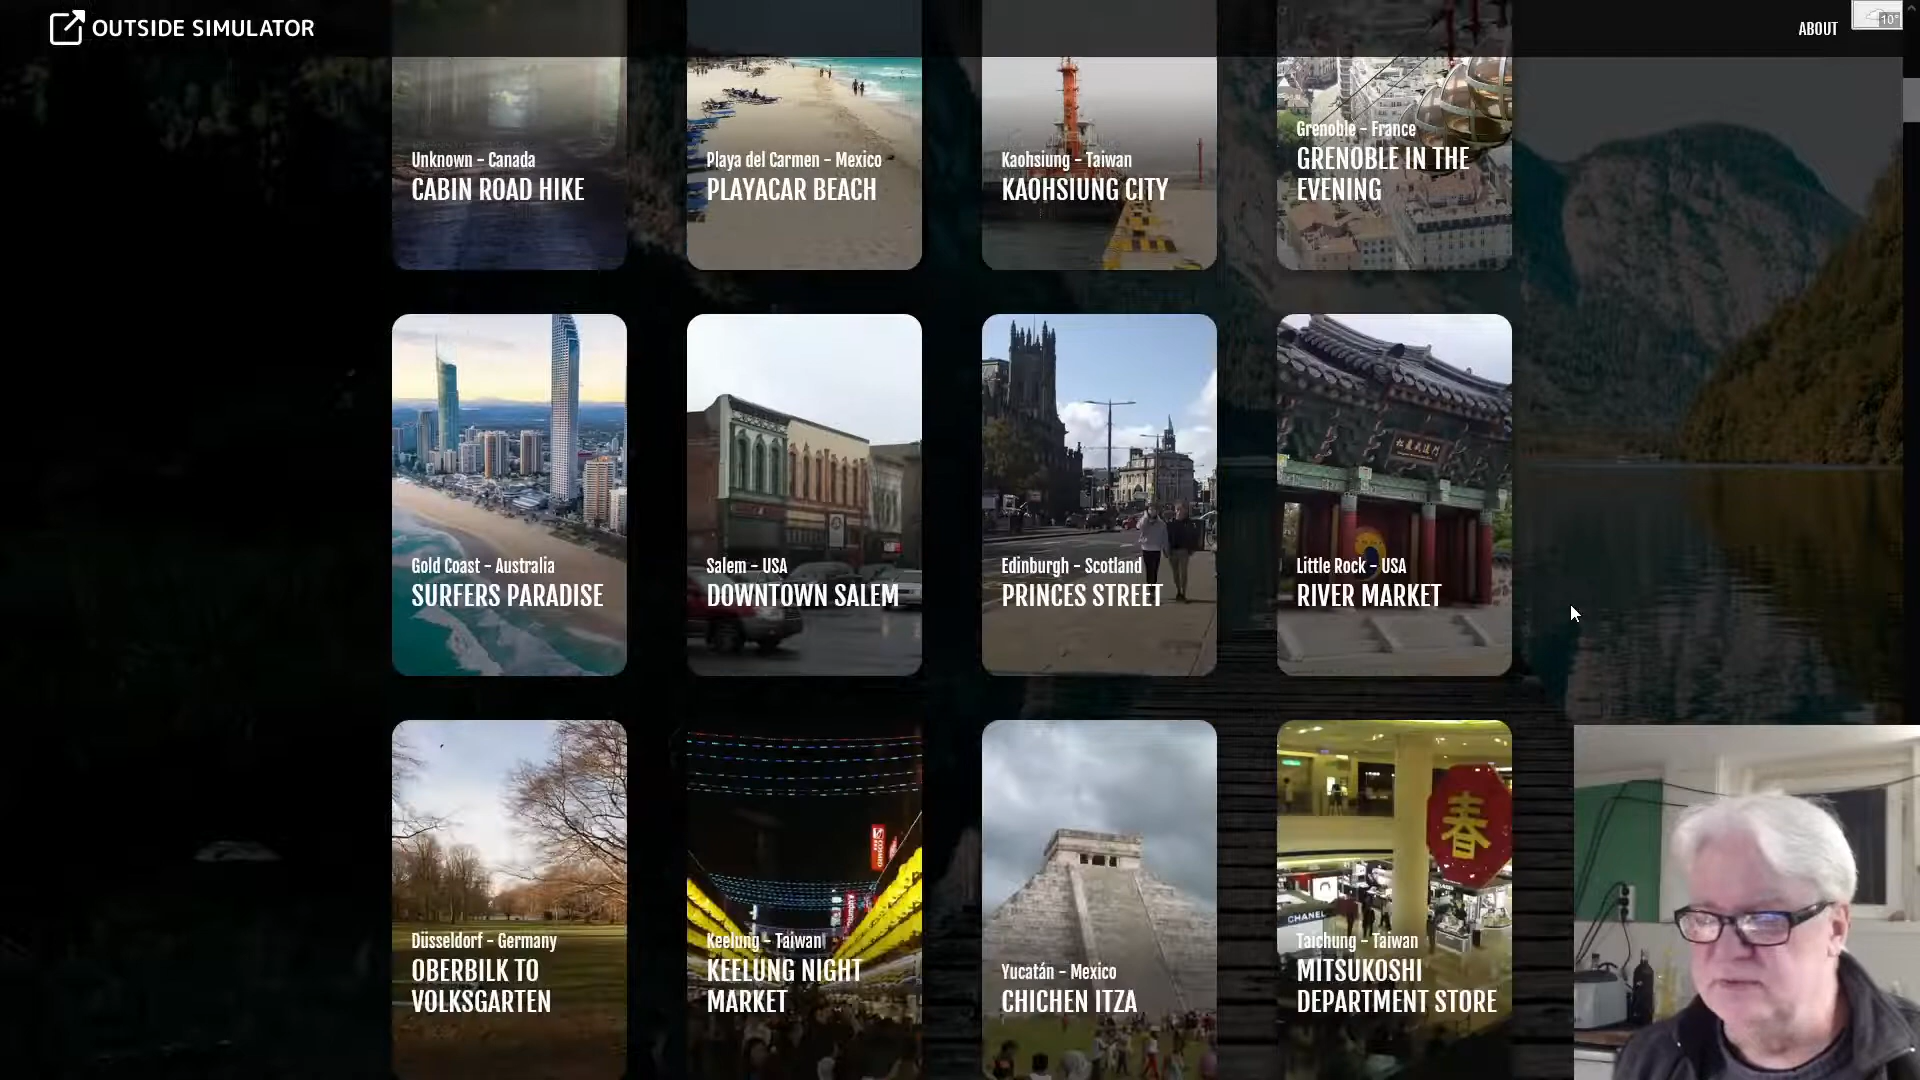 OUTSIDE SIMULATOR
ABOUT
10°
Unknown - Canada
CABIN ROAD HIKE
Playa del Carmen - Mexico
PLAYACAR BEACH
Kaohsiung - Taiwan
KAOHSIUNG CITY
Grenoble - France
GRENOBLE IN THE
EVENING
Gold Coast - Australia
SURFERS PARADISE
Salem - USA
DOWNTOWN SALEM
Edinburgh - Scotland
PRINCES STREET
Little Rock - USA
RIVER MARKET
Düsseldorf - Germany
OBERBILK TO
VOLKSGARTEN
Keelung - Taiwan
KEELUNG NIGHT
MARKET
Yucatán - Mexico
CHICHEN ITZA
春
CHANEL
Taichung - Taiwan
MITSUKOSHI
DEPARTMENT STORE